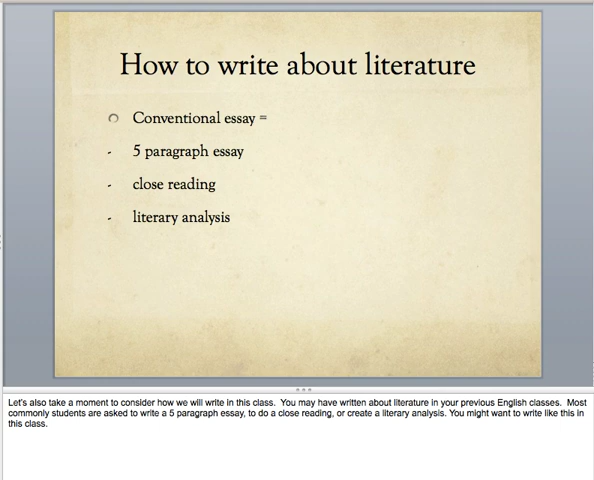 How to write about literature
Conventional essay =
- 5 paragraph essay
- close reading
- literary analysis
Let's also take a moment to consider how we will write in this class.  You may have written about literature in your previous English classes.  Most
commonly students are asked to write a 5 paragraph essay, to do a close reading, or create a literary analysis. You might want to write like this in
this class.